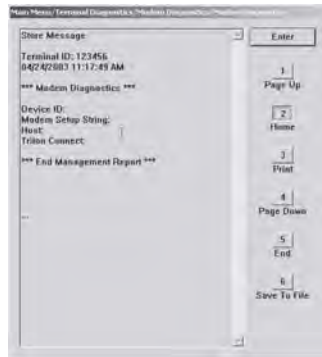 Main Menu/Terminal Diagnostics/Modem Diagnostics/
Store Message
Terminal ID: 123456
04/24/2003 11:17:49 AM
*** Modem Diagnostics ***
Device ID:
Modem Setup String:
Host:
Triton Connect:
*** End Management Report ***
...
Enter
1
Page Up
2
Home
3
Print
4
Page Down
5
End
6
Save To File